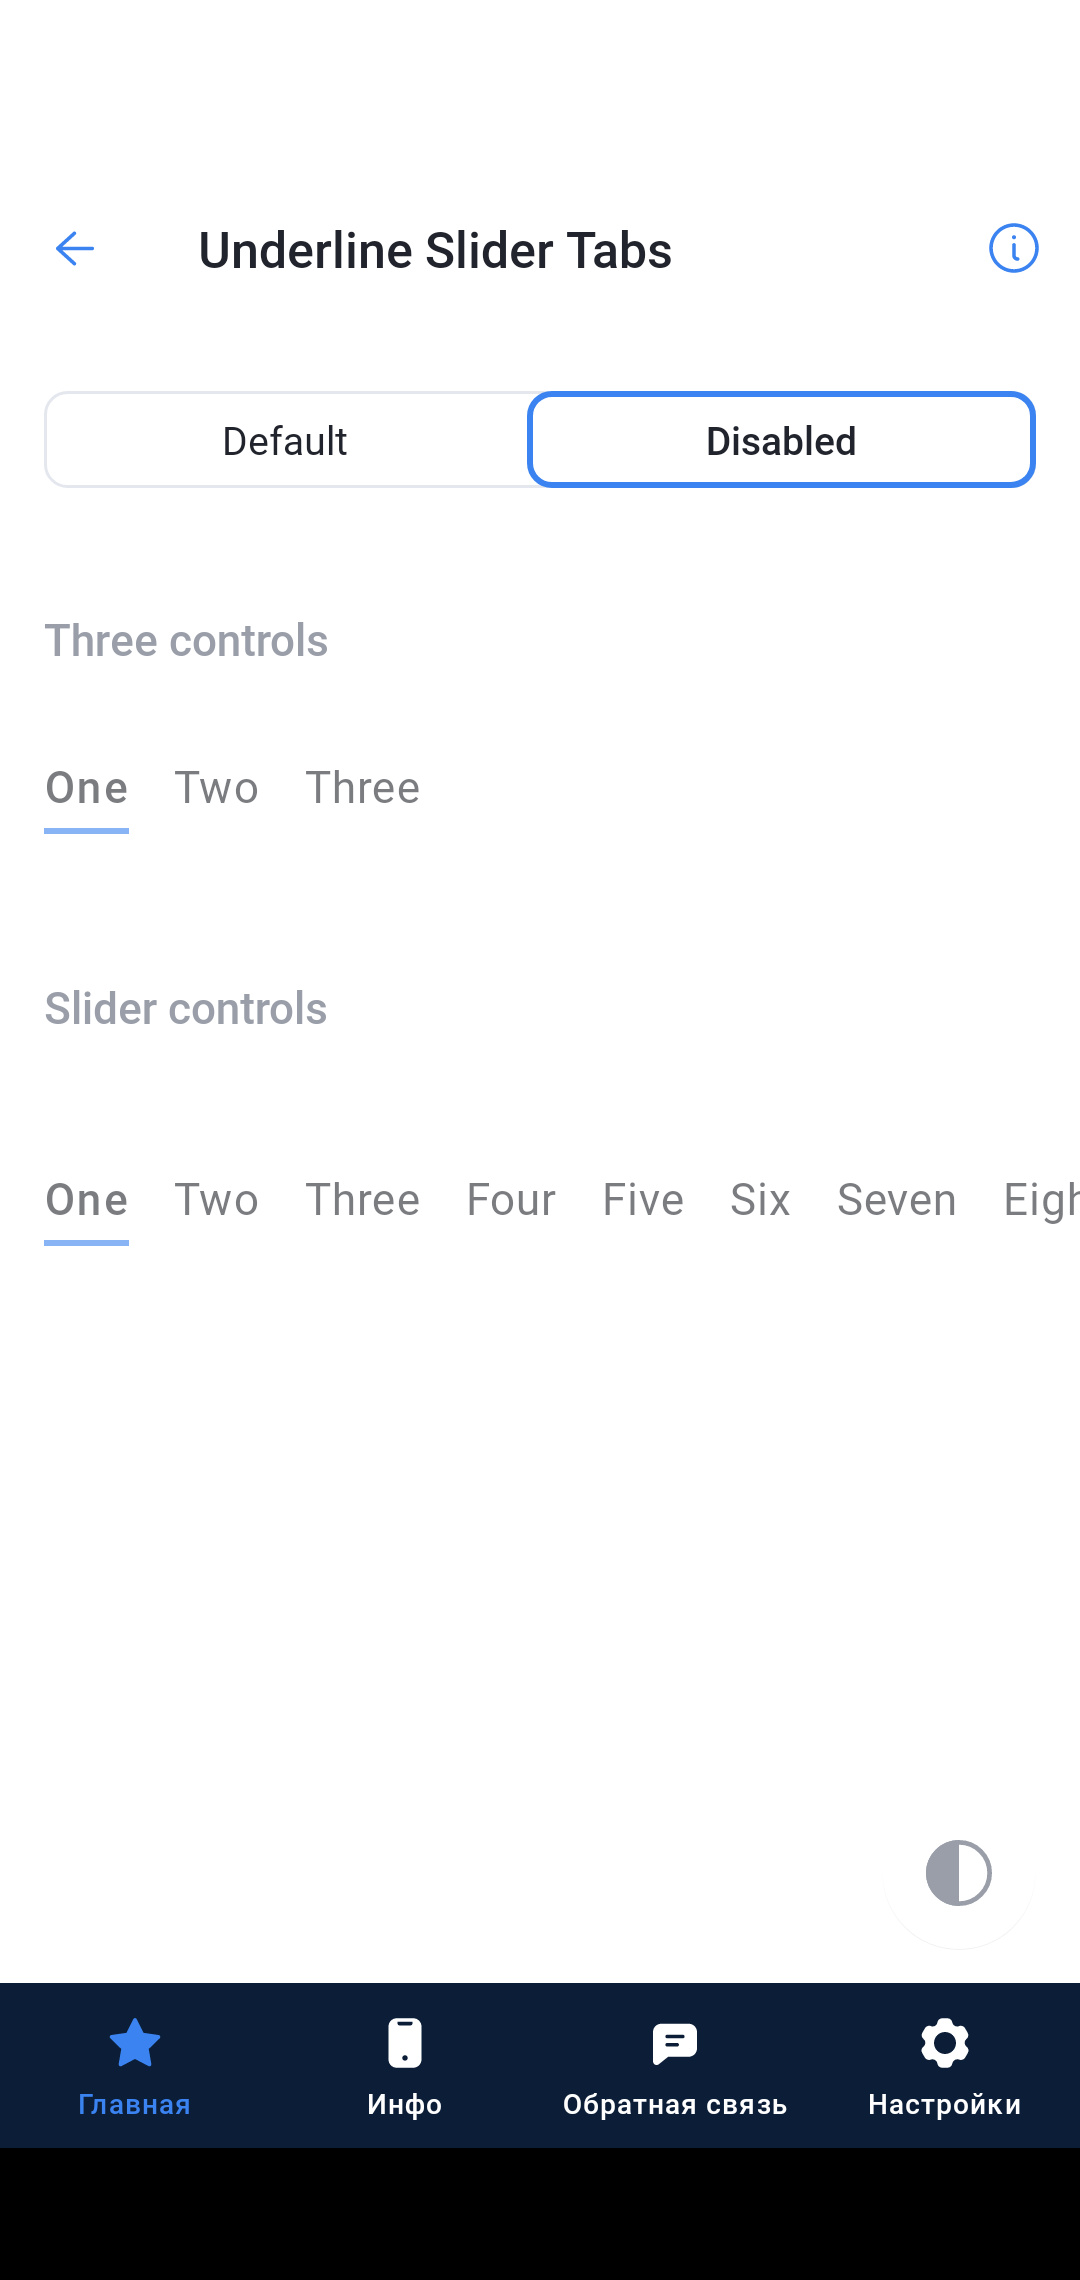 Underline Slider Tabs
Default Disabled
Three controls
One Two Three
Slider controls
One Two Three Four Five Six Seven Eigh
Главная Инфо Обратная связь Настройки